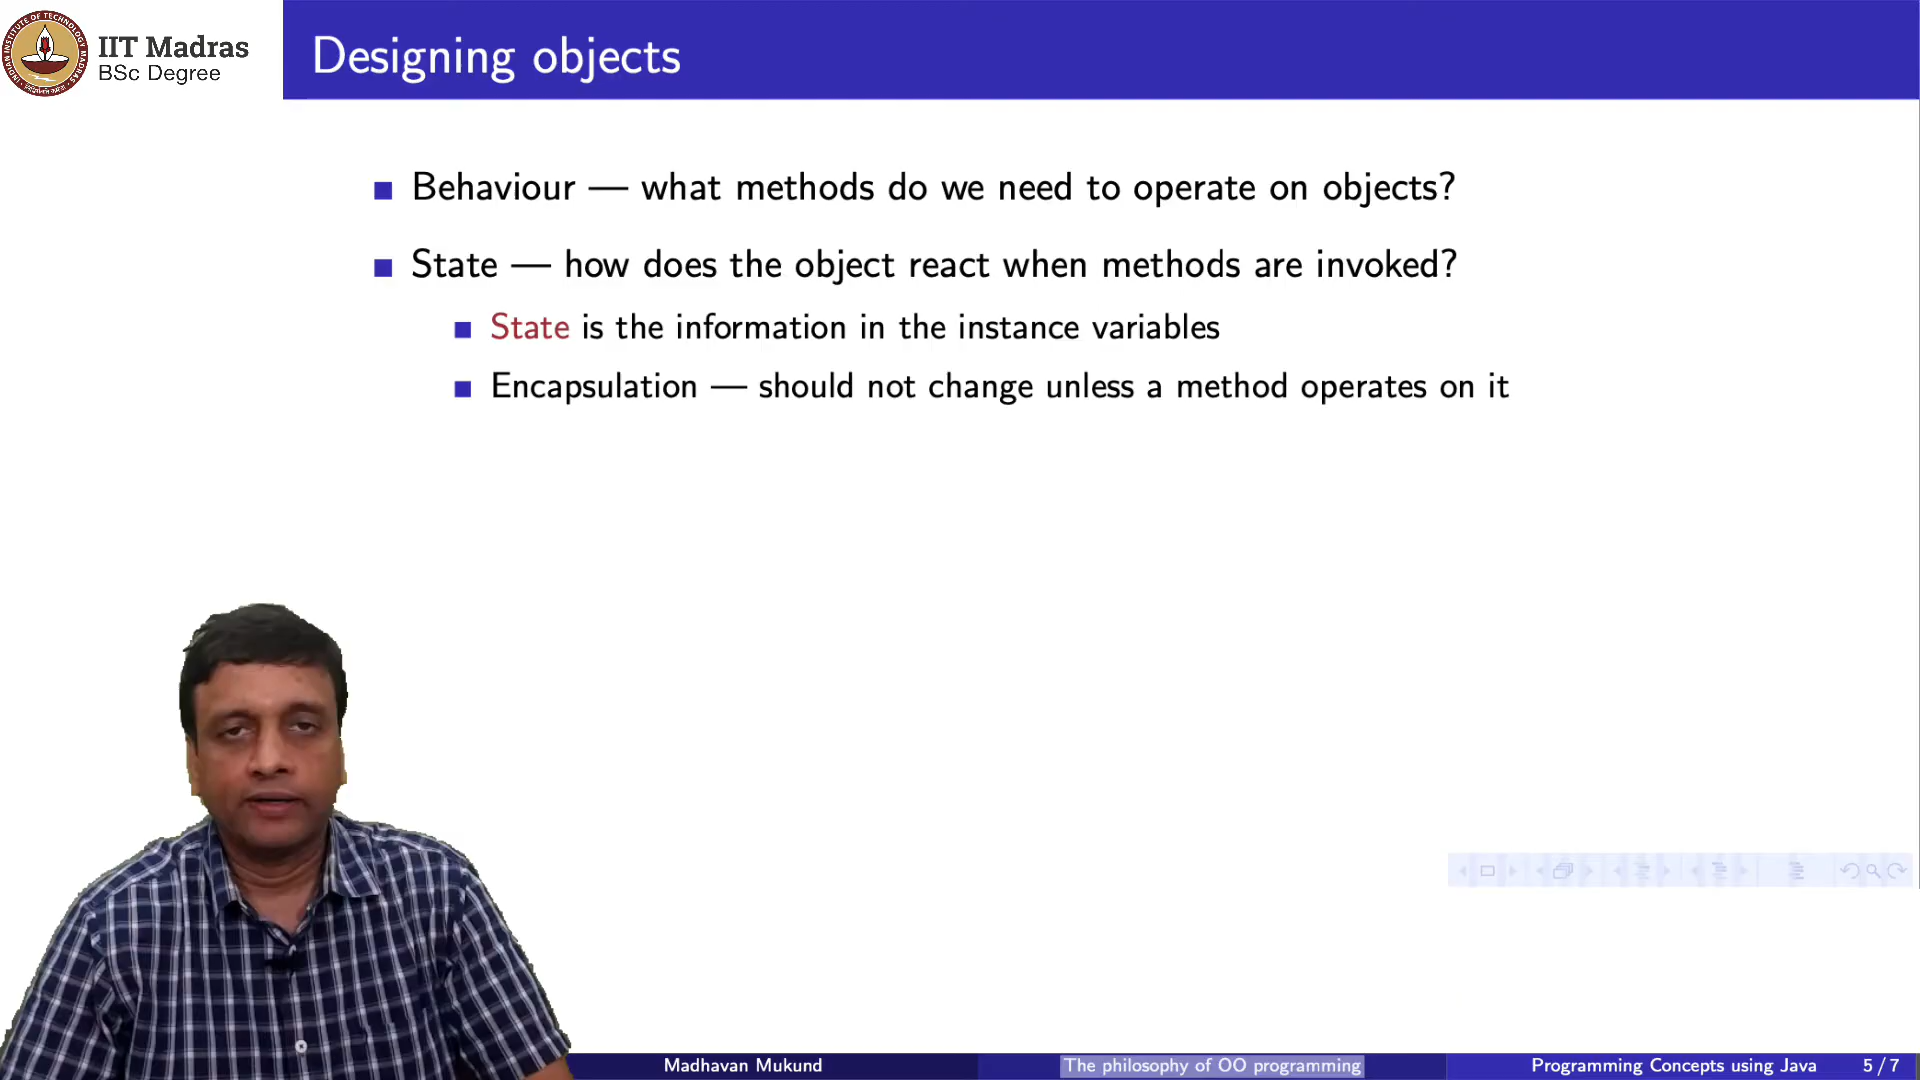 IIT Madras
BSc Degree
Designing objects
Behaviour — what methods do we need to operate on objects?
State — how does the object react when methods are invoked?
State is the information in the instance variables
Encapsulation — should not change unless a method operates on it
Madhavan Mukund
The philosophy of OO programming
Programming Concepts using Java
5 / 7